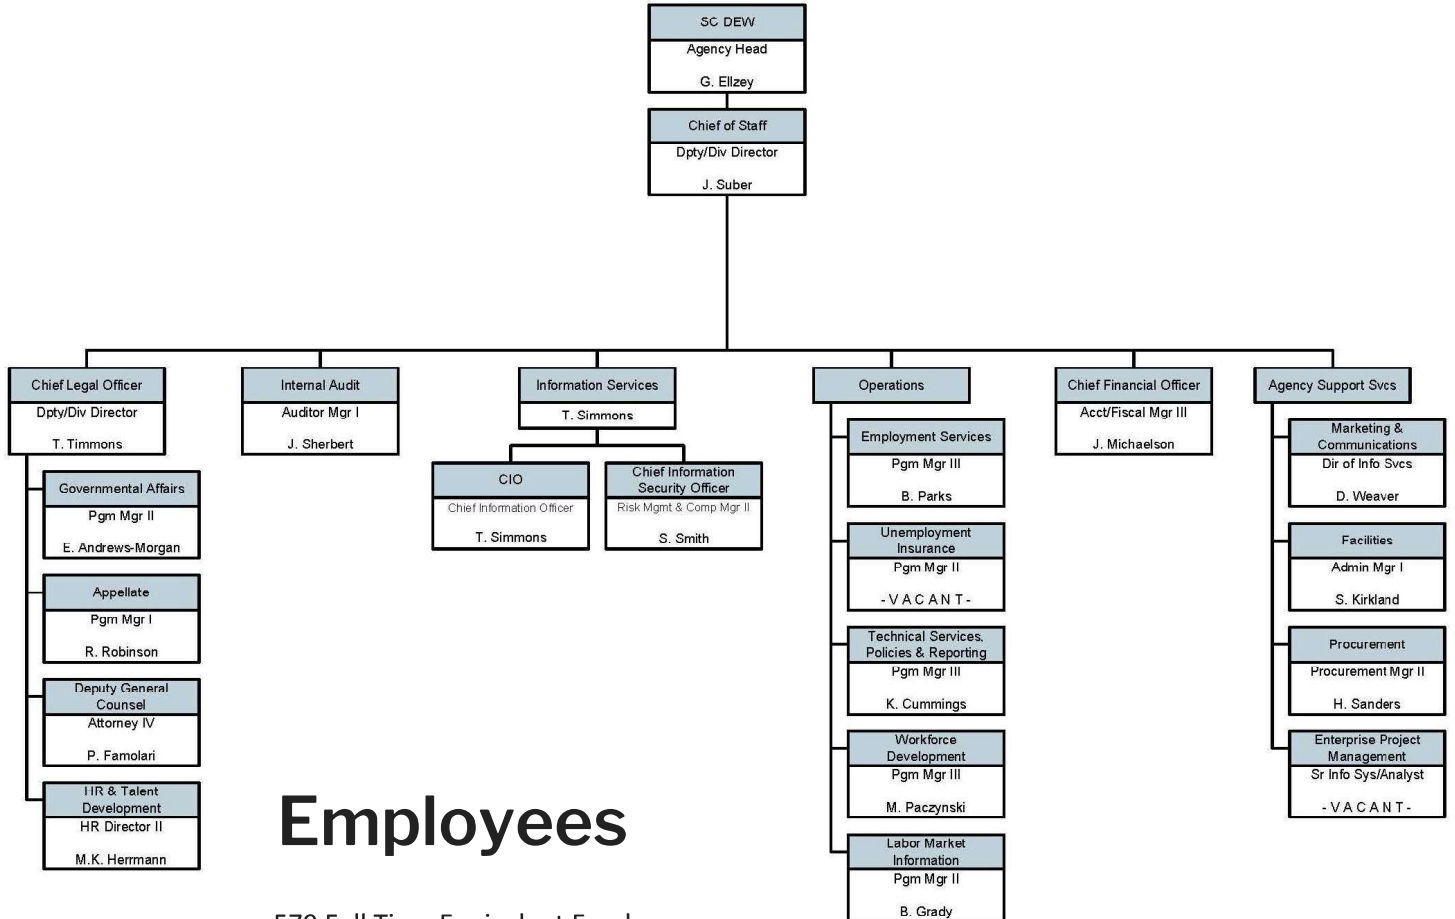 SC DEW
Agency Head
G. Ellzey
Chief of Staff
Dpty/Div Director
J. Suber
Chief Legal Officer
Dpty/Div Director
T. Timmons
Governmental Affairs
Pgm Mgr II
E. Andrews-Morgan
Appellate
Pgm Mgr I
R. Robinson
Deputy General
Counsel
Attorney IV
P. Famolari
HR & Talent
Development
HR Director II
M.K. Herrmann
Internal Audit
Auditor Mgr I
J. Sherbert
Information Services
T. Simmons
CIO
Chief Information Officer
T. Simmons
Chief Information
Security Officer
Risk Mgmt & Comp Mgr II
S. Smith
Operations
Employment Services
Pgm Mgr III
B. Parks
Unemployment
Insurance
Pgm Mgr II
- V A C A N T -
Technical Services,
Policies & Reporting
Pgm Mgr III
K. Cummings
Workforce
Development
Pgm Mgr III
M. Paczynski
Labor Market
Information
Pgm Mgr II
B. Grady
Chief Financial Officer
Acct/Fiscal Mgr III
J. Michaelson
Agency Support Svcs
Marketing &
Communications
Dir of Info Svcs
D. Weaver
Facilities
Admin Mgr I
S. Kirkland
Procurement
Procurement Mgr II
H. Sanders
Enterprise Project
Management
Sr Info Sys/Analyst
- V A C A N T -
Employees